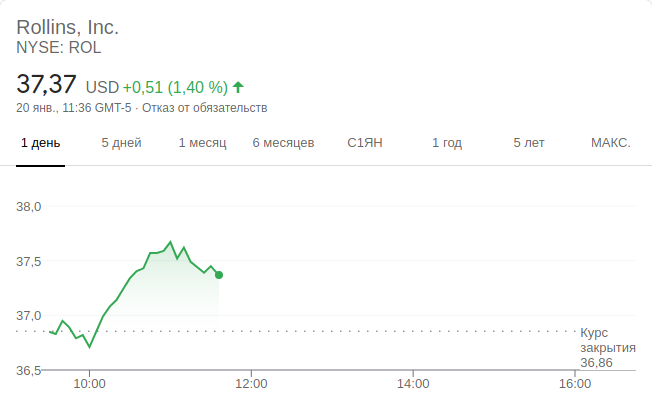 Rollins, Inc.
NYSE: ROL
37,37 USD +0,51 (1,40 %)
20 янв., 11:36 GMT-5 · Отказ от обязательств
1 день 5 дней 1 месяц 6 месяцев С1ЯН 1 год 5 лет МАКС.
38,0
37,5
37,0
36,5
Курс
закрытия
36,86
10:00 12:00 14:00 16:00